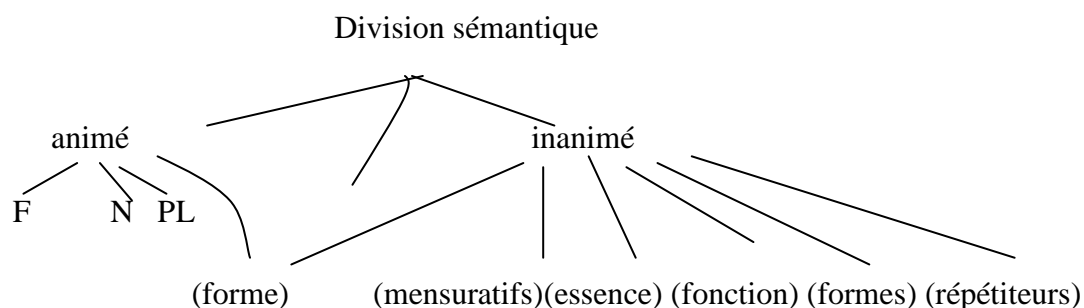 Division sémantique
animé inanimé
F N PL
(forme) (mensuratifs)(essence) (fonction) (formes) (répétiteurs)